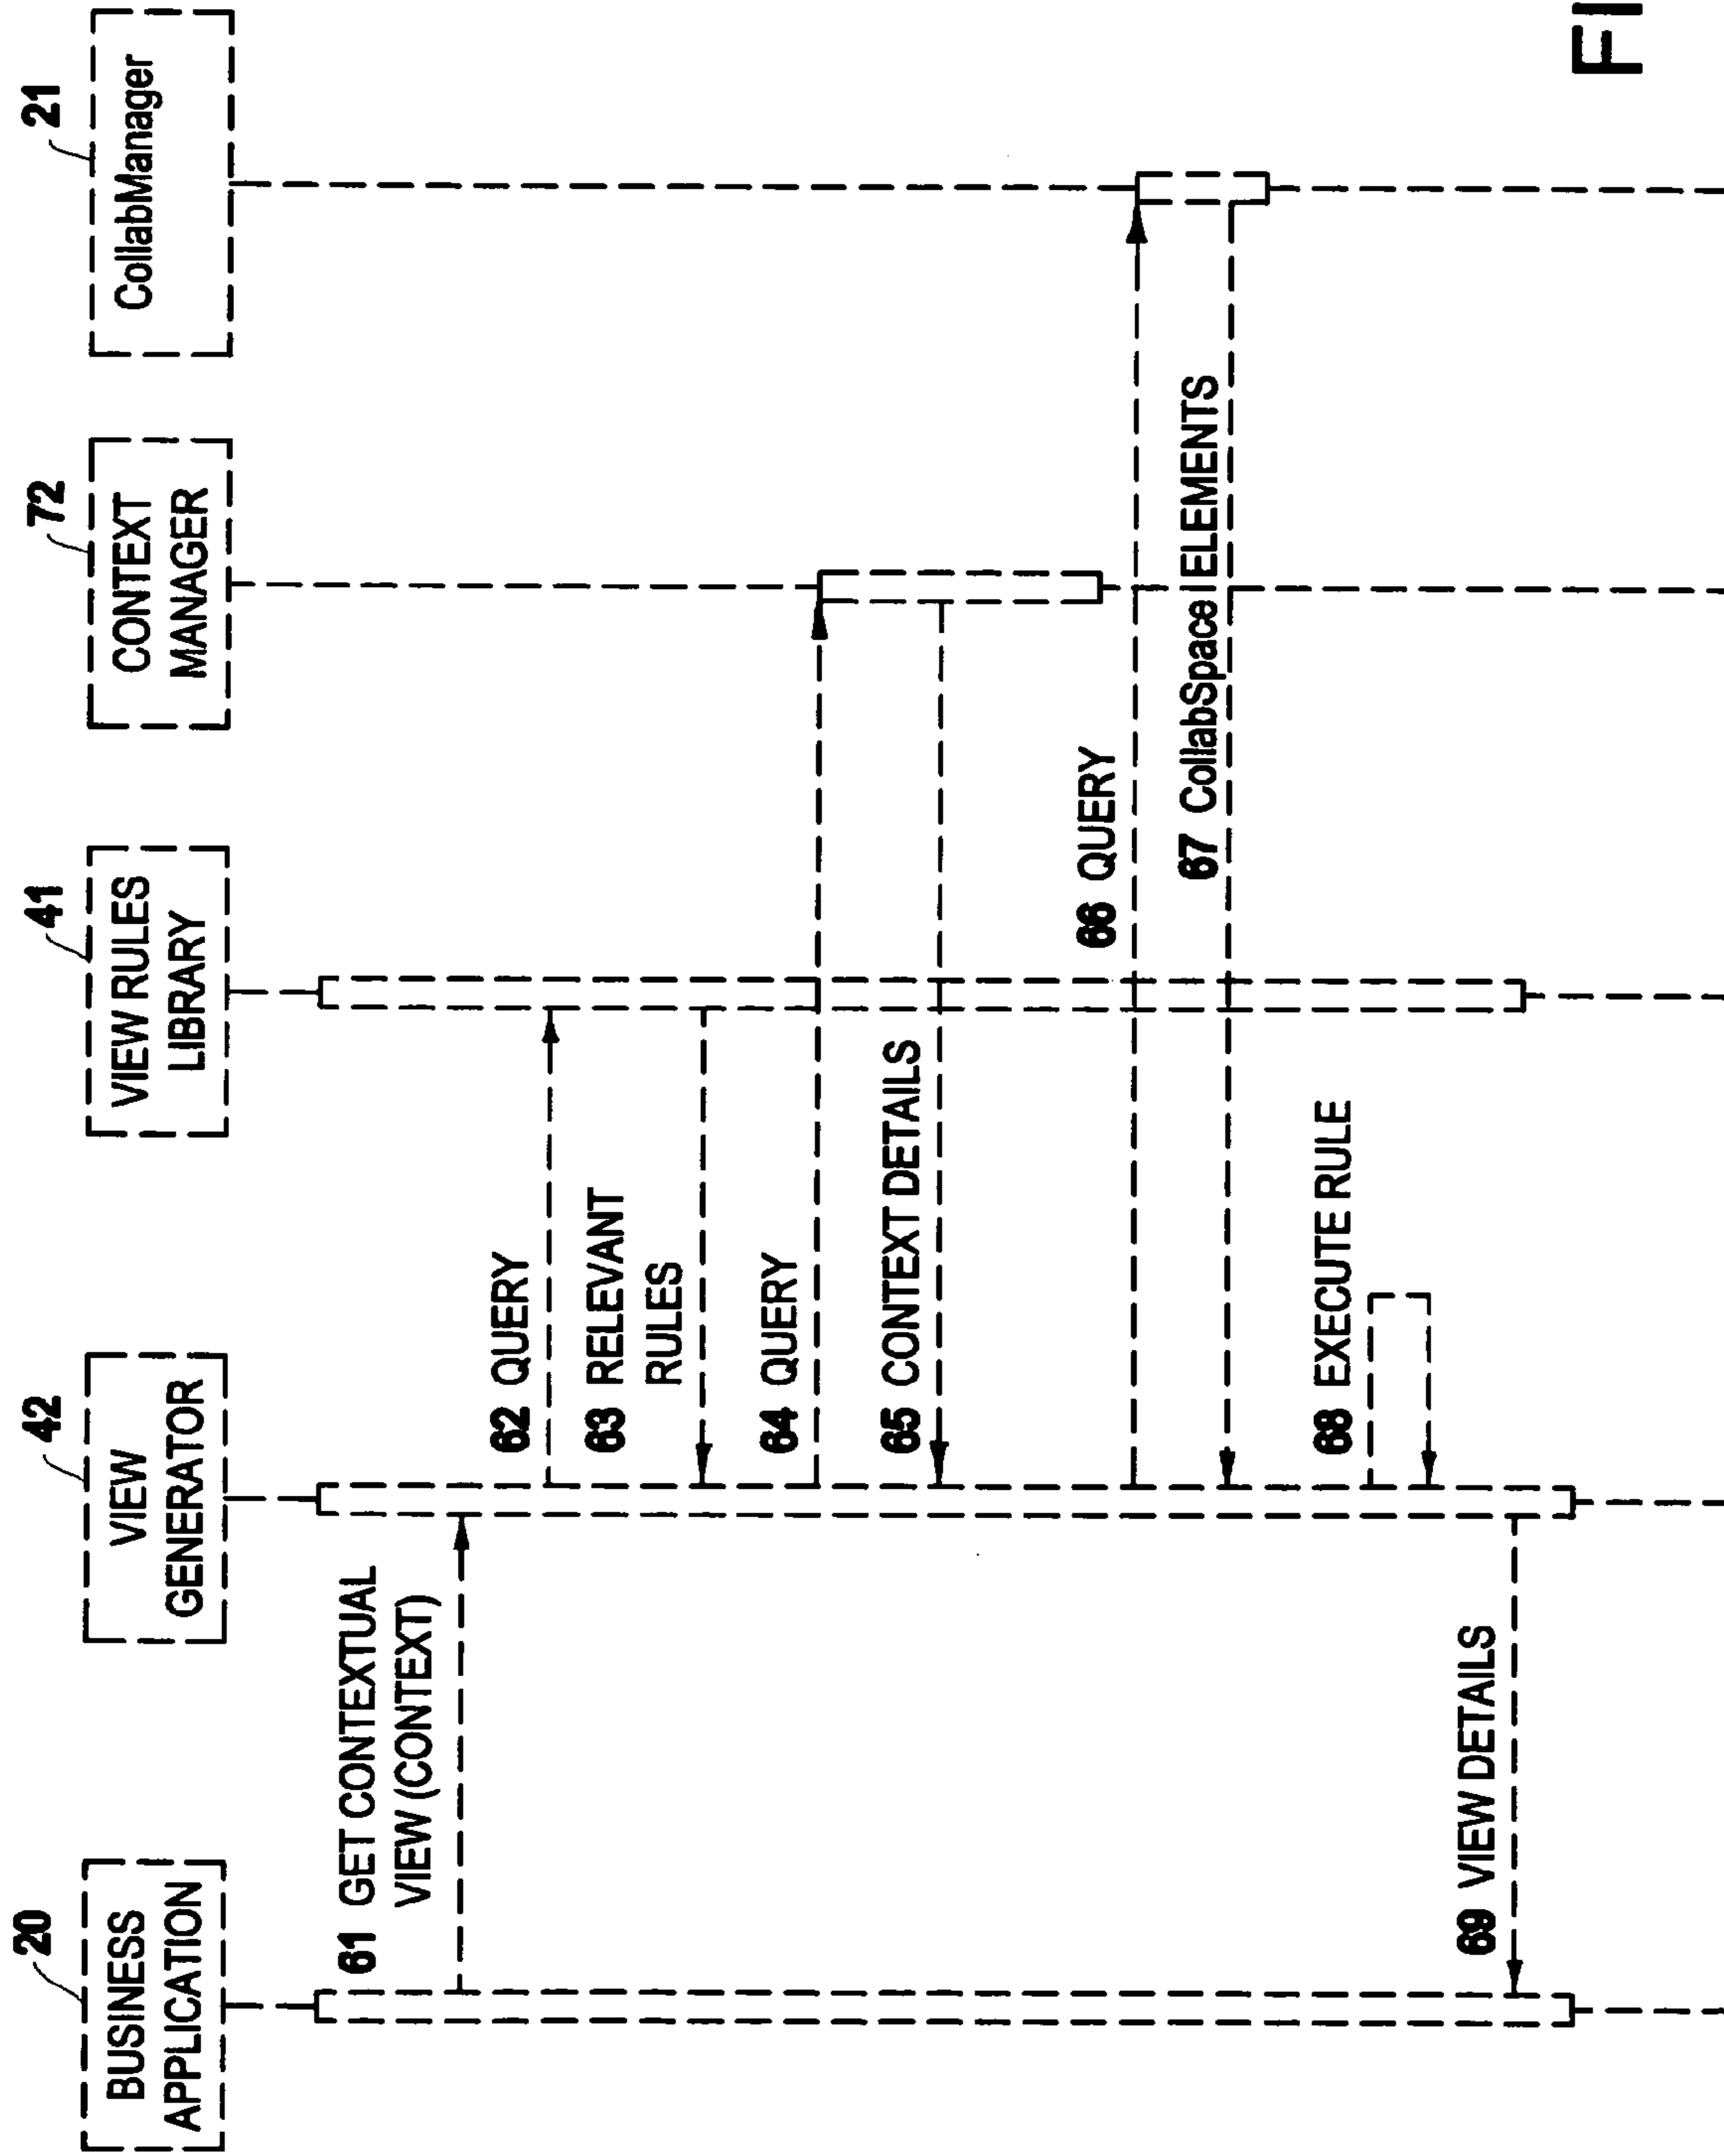 20
BUSINESS
APPLICATION
42
VIEW
GENERATOR
41
VIEW RULES
LIBRARY
72
CONTEXT
MANAGER
21
CollabManager
61 GET CONTEXTUAL
VIEW (CONTEXT)
62 QUERY
63 RELEVANT
RULES
64 QUERY
65 CONTEXT DETAILS
66 QUERY
67 CollabSpace ELEMENTS
68 EXECUTE RULE
69 VIEW DETAILS
FI